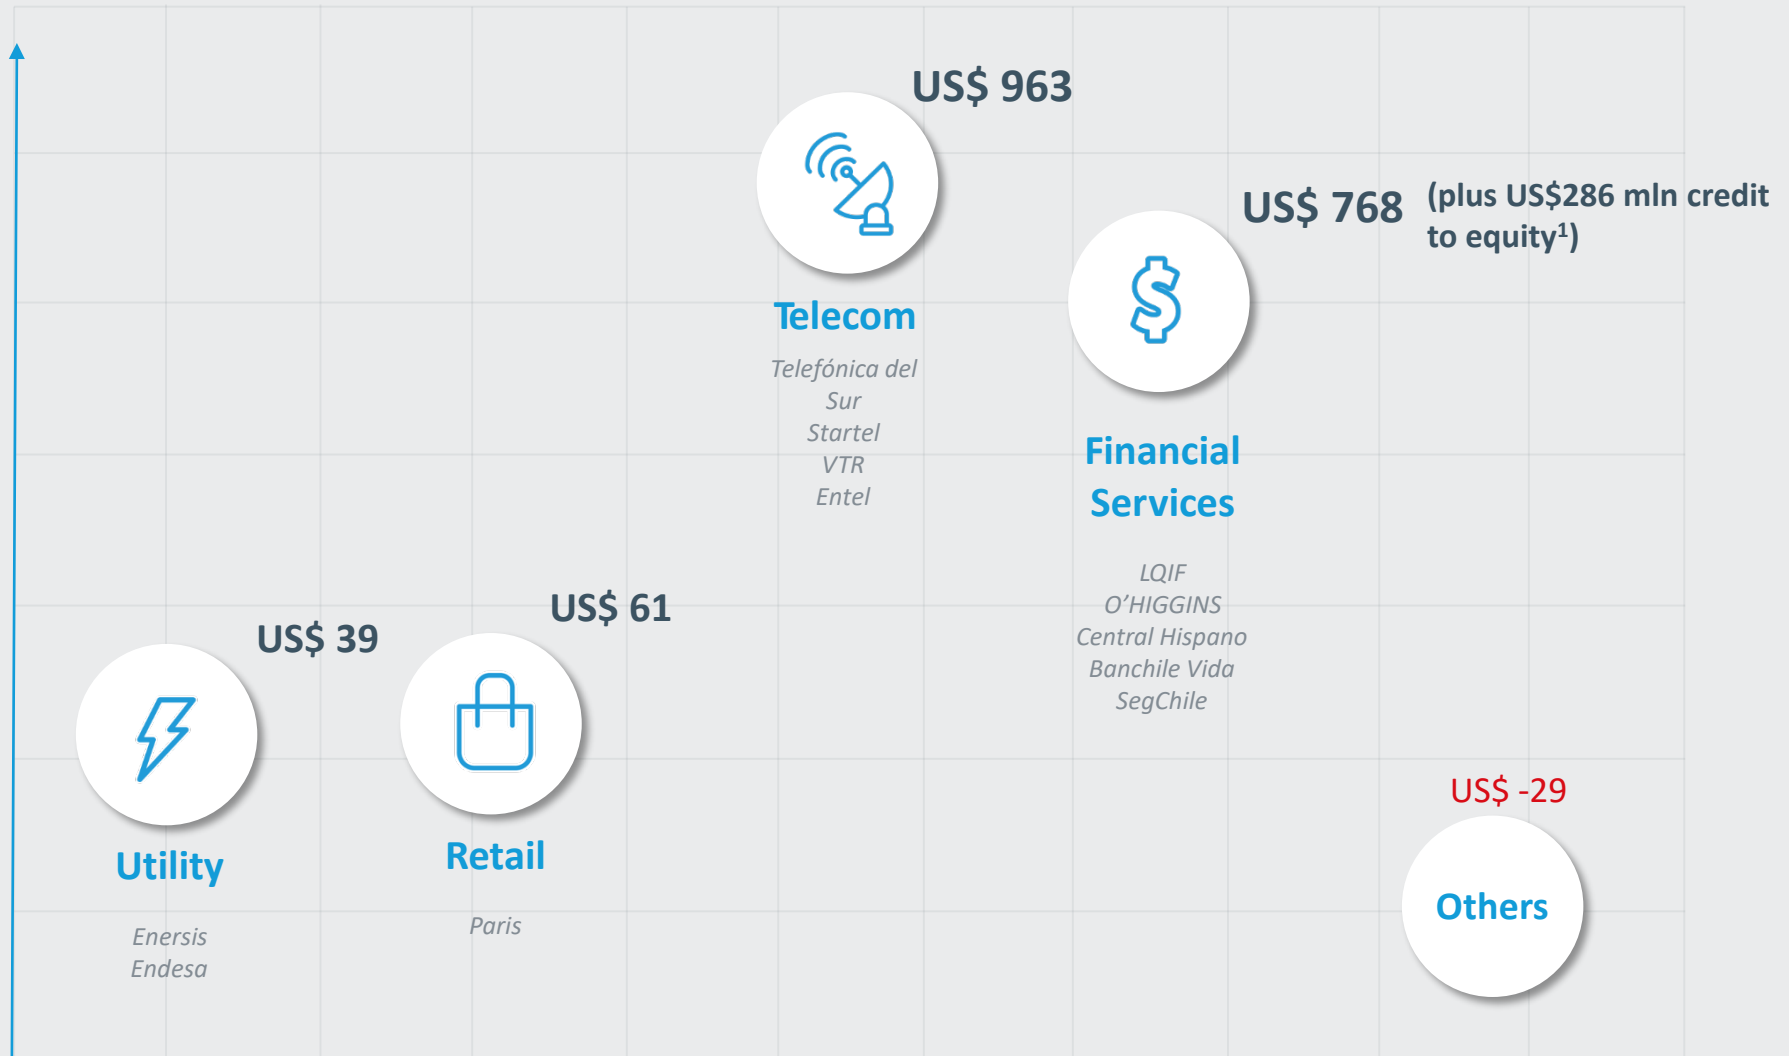 US$ 963
Telecom
Telefónica del
Sur
Startel
VTR
Entel
US$ 768
(plus US$286 mln credit
to equity¹)
Financial
Services
LQIF
O’HIGGINS
Central Hispano
Banchile Vida
SegChile
US$ 39
Utility
Enersis
Endesa
US$ 61
Retail
Paris
US$ -29
Others